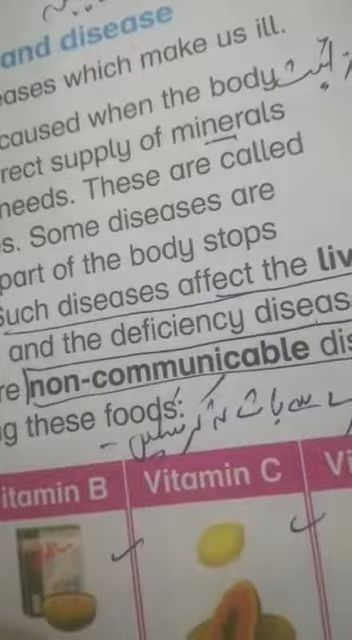 and disease
ases which make us ill.
caused when the body
rect supply of minerals
needs. These are called
s. Some diseases are
part of the body stops
Such diseases affect the liv
and the deficiency diseas
re non-communicable dis
g these foods:
itamin B Vitamin C Vi